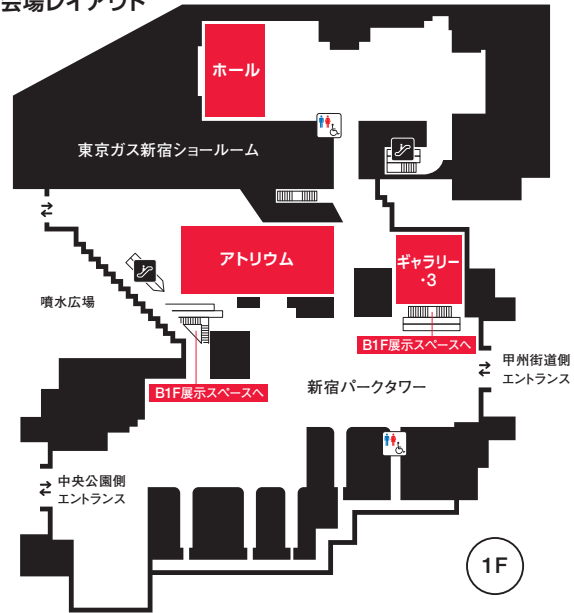 会場レイアウト
ホール
東京ガス新宿ショールーム
アトリウム
ギャラリー
・3
噴水広場
B1F展示スペースへ
甲州街道側
エントランス
B1F展示スペースへ
新宿パークタワー
中央公園側
エントランス
1F